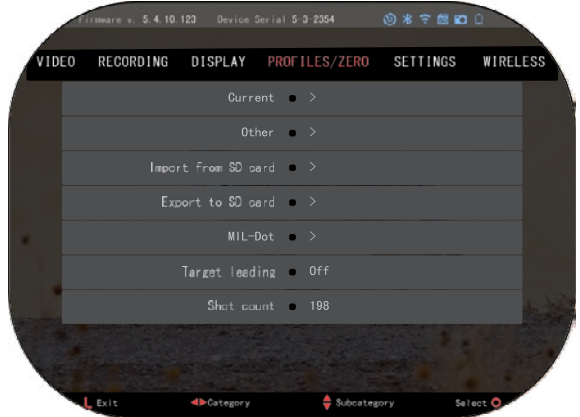 Firmware v. 5.4.10.123 Device Serial 5-3-2354
VIDEO RECORDING DISPLAY PROFILES/ZERO SETTINGS WIRELESS
Current >
Other >
Import from SD card >
Export to SD card >
MIL-Dot >
Target leading Off
Shot count 198
Exit Category Subcategory Select